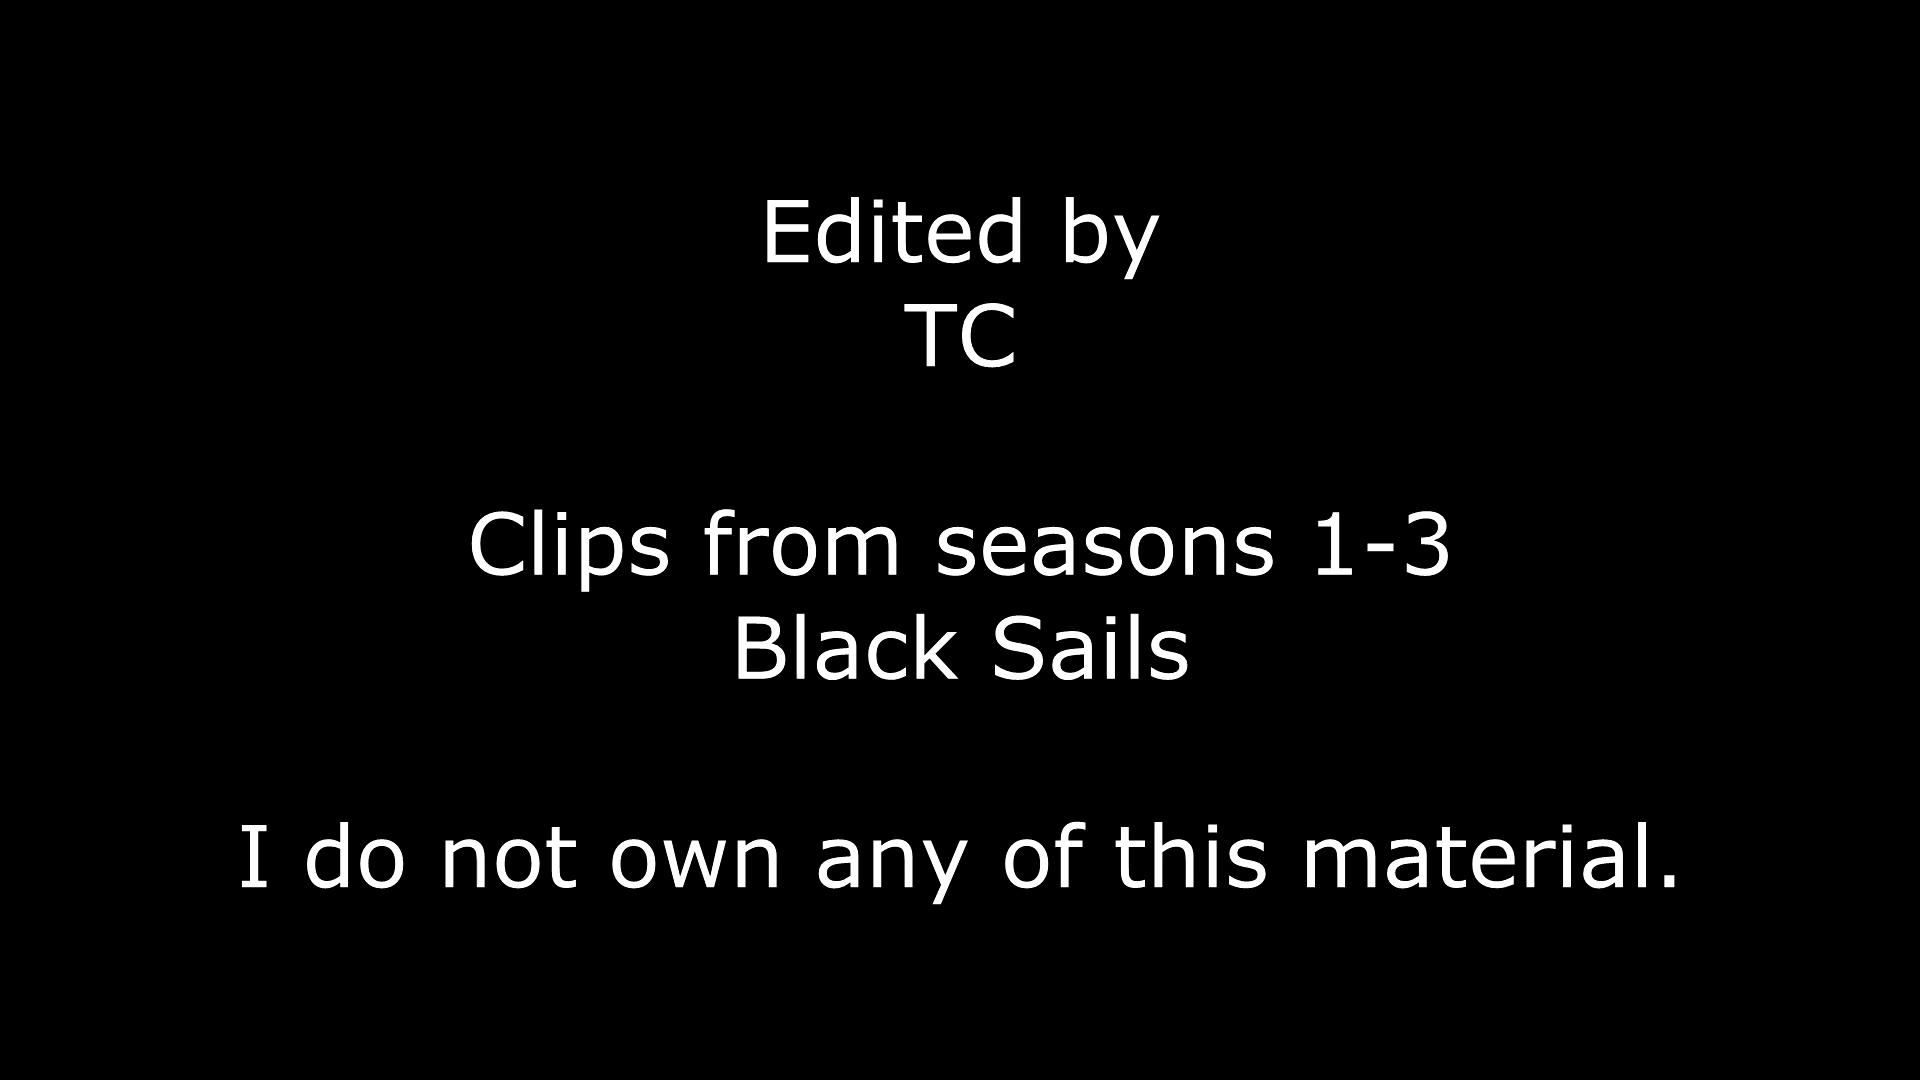 Edited by
TC
Clips from seasons 1-3
Black Sails
I do not own any of this material.